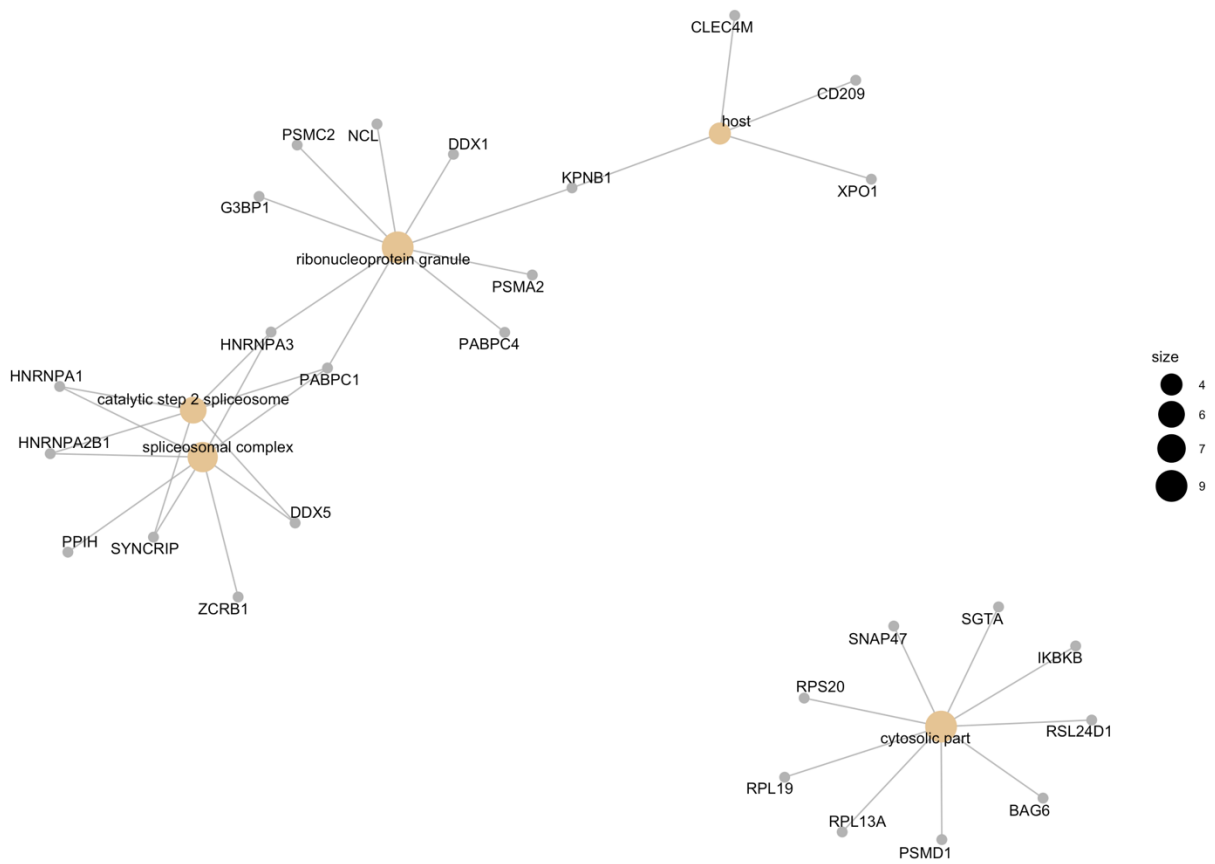 CLEC4M
CD209
host
PSMC2
NCL
DDX1
KPNB1
XPO1
G3BP1
ribonucleoprotein granule
PSMA2
HNRNPA3
PABPC4
size
HNRNPA1
PABPC1
4
catalytic step 2 spliceosome
6
HNRNPA2B1
spliceosomal complex
7
9
DDX5
PPIH
SYNCRIP
ZCRB1
SGTA
SNAP47
IKBKB
RPS20
RSL24D1
cytosolic part
RPL19
BAG6
RPL13A
PSMD1